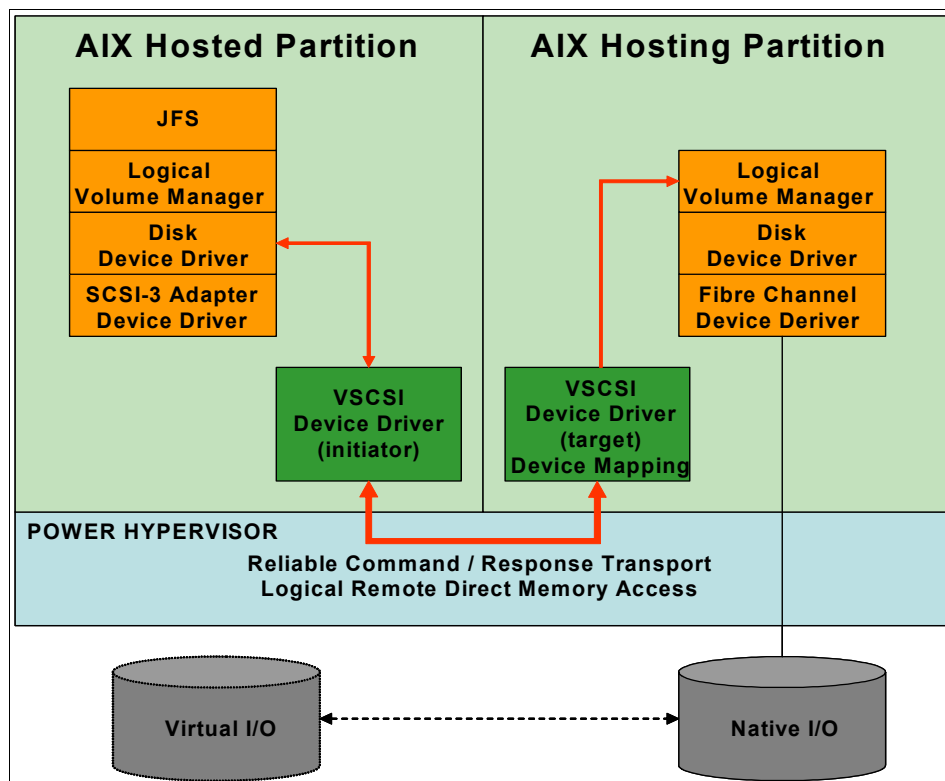 AIX Hosted Partition
JFS
Logical
Volume Manager
Disk
Device Driver
SCSI-3 Adapter
Device Driver
VSCSI
Device Driver
(initiator)
AIX Hosting Partition
Logical
Volume Manager
Disk
Device Driver
Fibre Channel
Device Deriver
VSCSI
Device Driver
(target)
Device Mapping
POWER HYPERVISOR
Reliable Command / Response Transport
Logical Remote Direct Memory Access
Virtual I/O
Native I/O